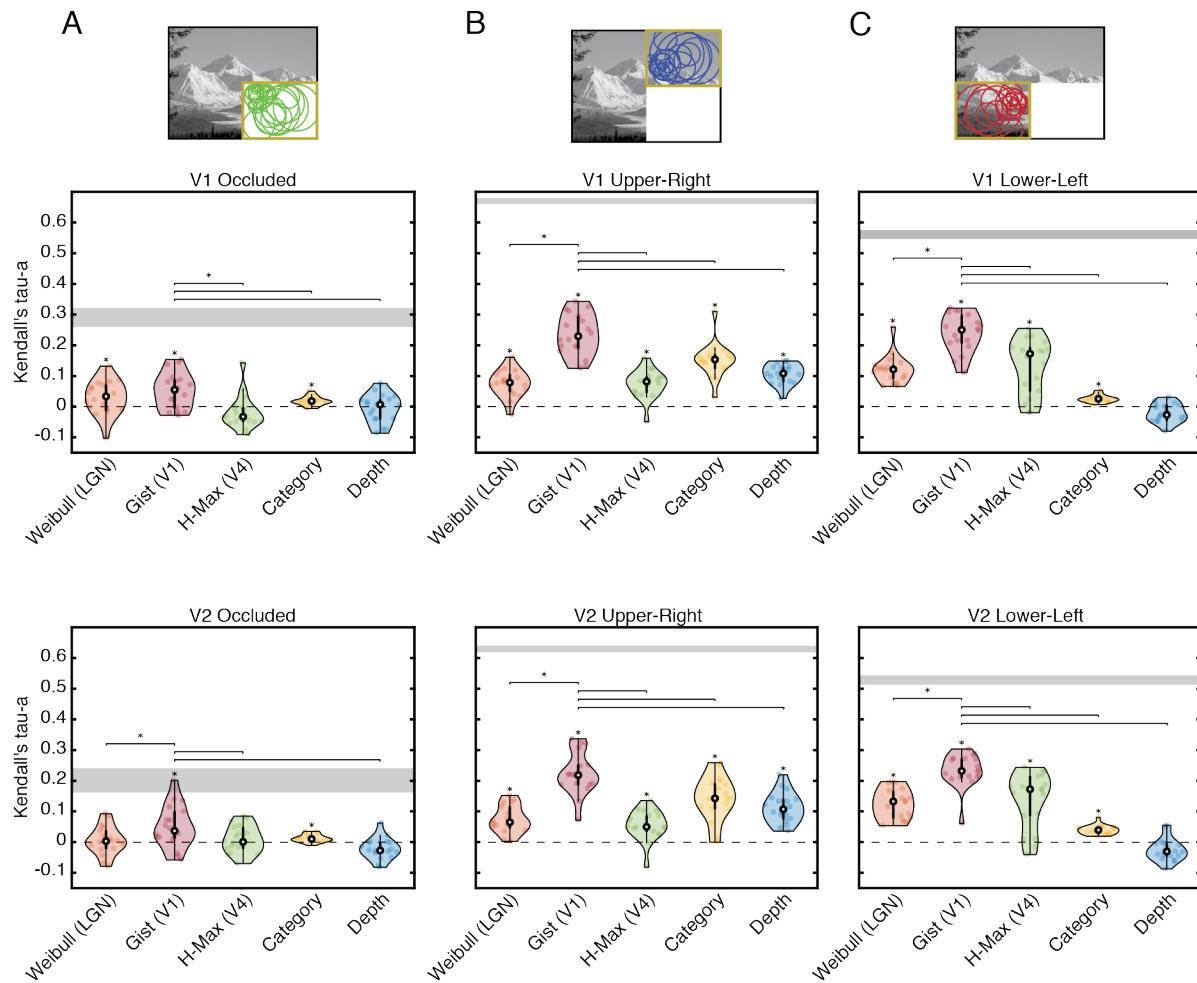 A B C
V1 Occluded V1 Upper-Right V1 Lower-Left
Kendall's tau-a
0.6
0.5
0.4
0.3
0.2
0.1
0
-0.1
* * * * *
* * * * * *
* * * * *
Weibull (LGN) Gist (V1) H-Max (V4) Category Depth
Weibull (LGN) Gist (V1) H-Max (V4) Category Depth
Weibull (LGN) Gist (V1) H-Max (V4) Category Depth
V2 Occluded V2 Upper-Right V2 Lower-Left
Kendall's tau-a
0.6
0.5
0.4
0.3
0.2
0.1
0
-0.1
* * *
* * * * * *
* * * * *
Weibull (LGN) Gist (V1) H-Max (V4) Category Depth
Weibull (LGN) Gist (V1) H-Max (V4) Category Depth
Weibull (LGN) Gist (V1) H-Max (V4) Category Depth